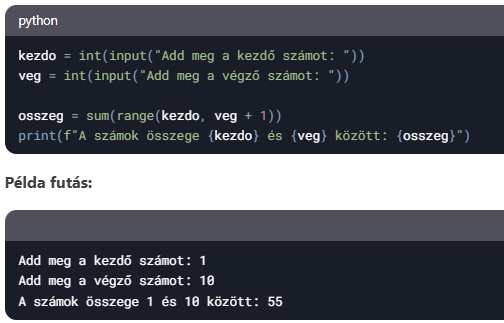 python
kezdo = int(input("Add meg a kezdő számot: "))
veg = int(input("Add meg a végző számot: "))
osszeg = sum(range(kezdo, veg + 1))
print(f"A számok összege {kezdo} és {veg} között: {osszeg}")
Példa futás:
Add meg a kezdő számot: 1
Add meg a végző számot: 10
A számok összege 1 és 10 között: 55